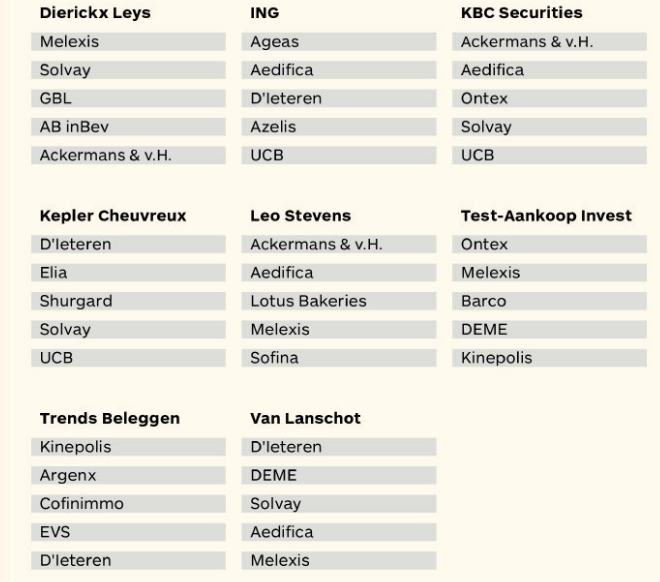 Dierickx Leys
Melexis
Solvay
GBL
AB inBev
Ackermans & v.H.
ING
Ageas
Aedifica
D'Ieteren
Azelis
UCB
KBC Securities
Ackermans & v.H.
Aedifica
Ontex
Solvay
UCB
Kepler Cheuvreux
D'Ieteren
Elia
Shurgard
Solvay
UCB
Leo Stevens
Ackermans & v.H.
Aedifica
Lotus Bakeries
Melexis
Sofina
Test-Aankoop Invest
Ontex
Melexis
Barco
DEME
Kinepolis
Trends Beleggen
Kinepolis
Argenx
Cofinimmo
EVS
D'Ieteren
Van Lanschot
D'Ieteren
DEME
Solvay
Aedifica
Melexis